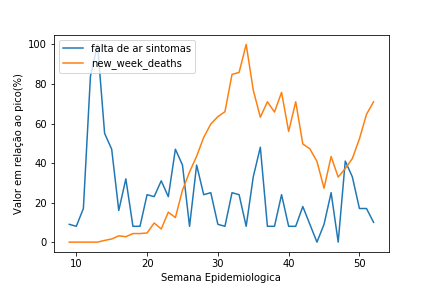 falta de ar sintomas
new_week_deaths
Valor em relação ao pico(%)
100
80
60
40
20
0
10 20 30 40 50
Semana Epidemiologica